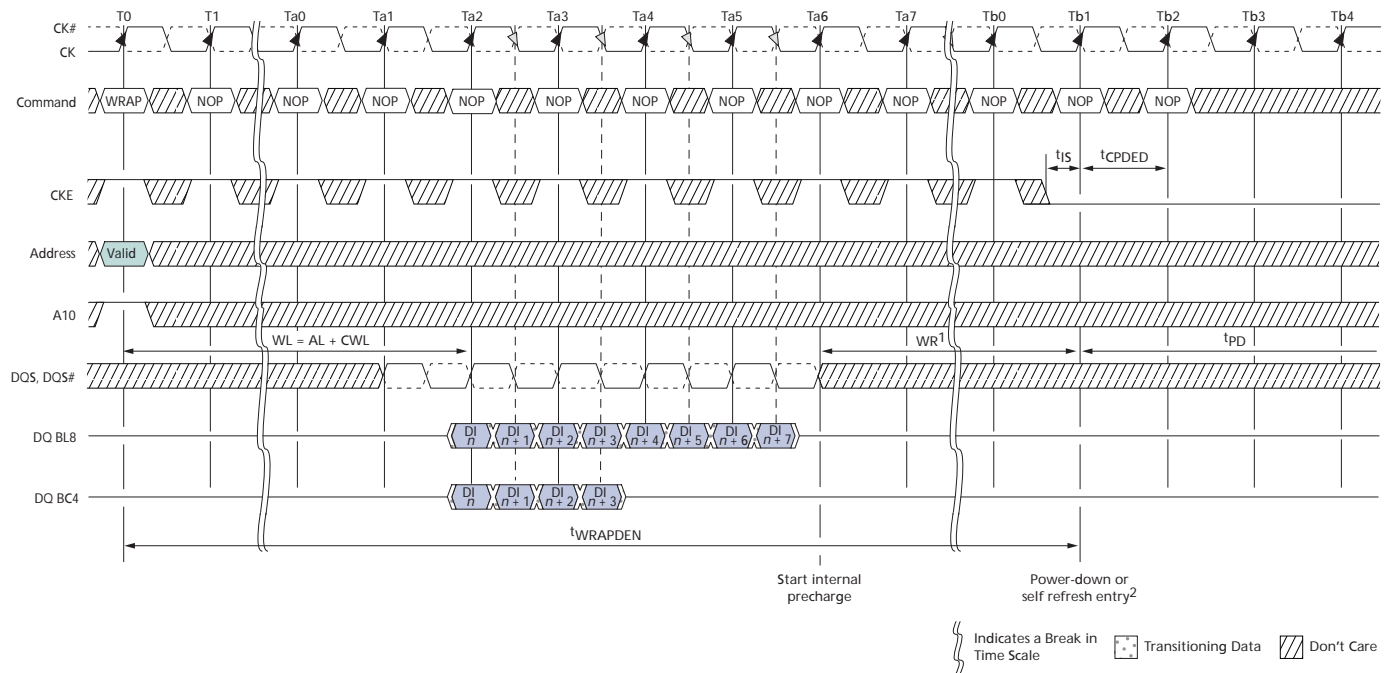 T0 T1 Ta0 Ta1 Ta2 Ta3 Ta4 Ta5 Ta6 Ta7 Tb0 Tb1 Tb2 Tb3 Tb4
CK#
CK
Command WRAP NOP NOP NOP NOP NOP NOP NOP NOP NOP NOP NOP NOP
tIS tCPDED
CKE
Address Valid
A10
WL = AL + CWL WR1 tPD
DQS, DQS#
DQ BL8 DI n DI n + 1 DI n + 2 DI n + 3 DI n + 4 DI n + 5 DI n + 6 DI n + 7
DQ BC4 DI n DI n + 1 DI n + 2 DI n + 3
tWRAPDEN
Start internal
precharge
Power-down or
self refresh entry2
Indicates a Break in
Time Scale
Transitioning Data
Don't Care